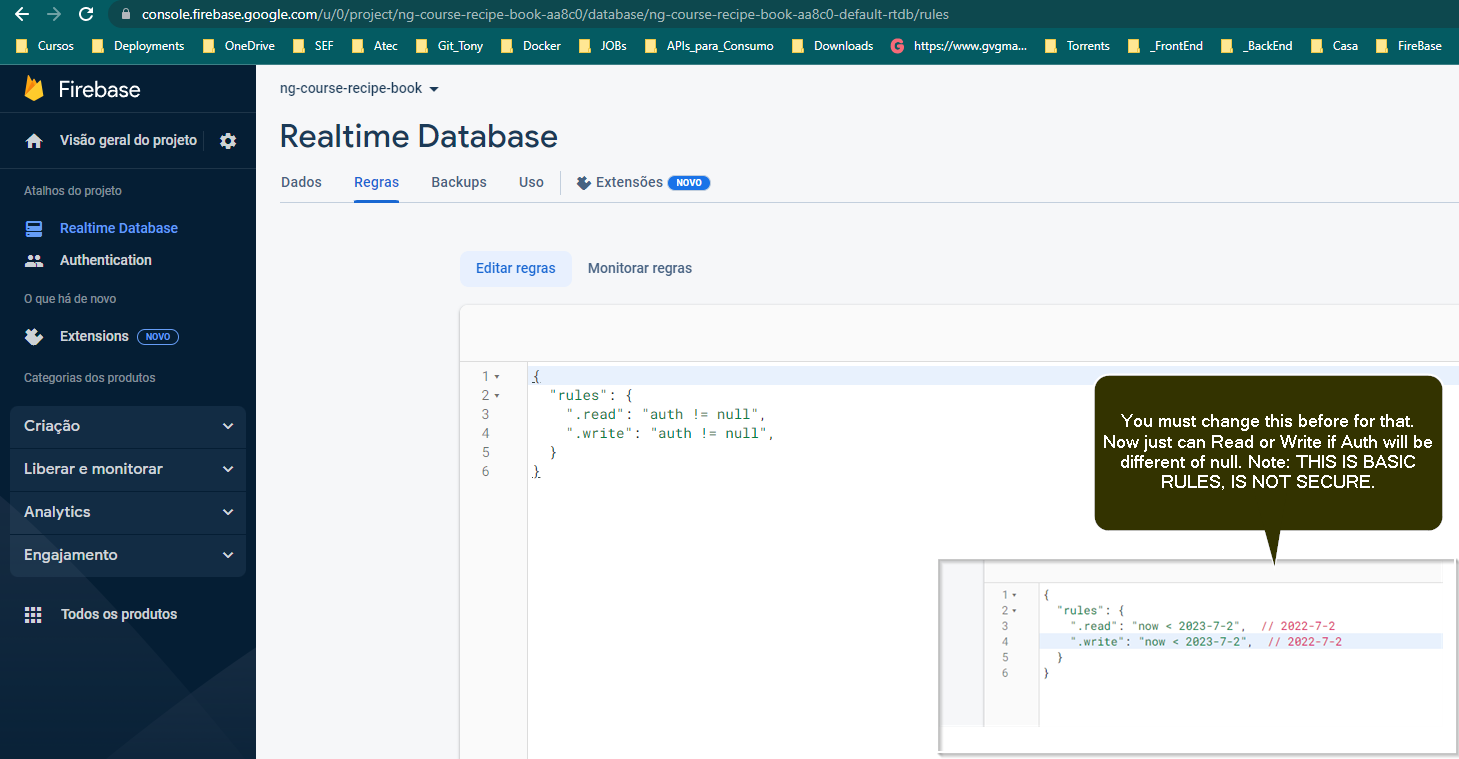 console.firebase.google.com/u/0/project/ng-course-recipe-book-aa8c0/database/ng-course-recipe-book-aa8c0-default-rtdb/rules
Cursos Deployments OneDrive SEF Atec Git_Tony Docker JOBs APIs_para_Consumo Downloads https://www.gvgma... Torrents _FrontEnd _BackEnd Casa FireBase
Firebase
Visão geral do projeto
Atalhos do projeto
Realtime Database
Authentication
O que há de novo
Extensions NOVO
Categorias dos produtos
Criação
Liberar e monitorar
Analytics
Engajamento
Todos os produtos
ng-course-recipe-book
Realtime Database
Dados Regras Backups Uso Extensões NOVO
Editar regras Monitorar regras
1 {
2 "rules": {
3 ".read": "auth != null",
4 ".write": "auth != null",
5 }
6 }
You must change this before for that.
Now just can Read or Write if Auth will be
different of null. Note: THIS IS BASIC
RULES, IS NOT SECURE.
1 {
2 "rules": {
3 ".read": "now < 2023-7-2", // 2022-7-2
4 ".write": "now < 2023-7-2", // 2022-7-2
5 }
6 }